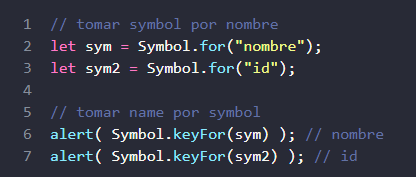 1 // tomar symbol por nombre
2 let sym = Symbol.for("nombre");
3 let sym2 = Symbol.for("id");
4
5 // tomar name por symbol
6 alert( Symbol.keyFor(sym) ); // nombre
7 alert( Symbol.keyFor(sym2) ); // id